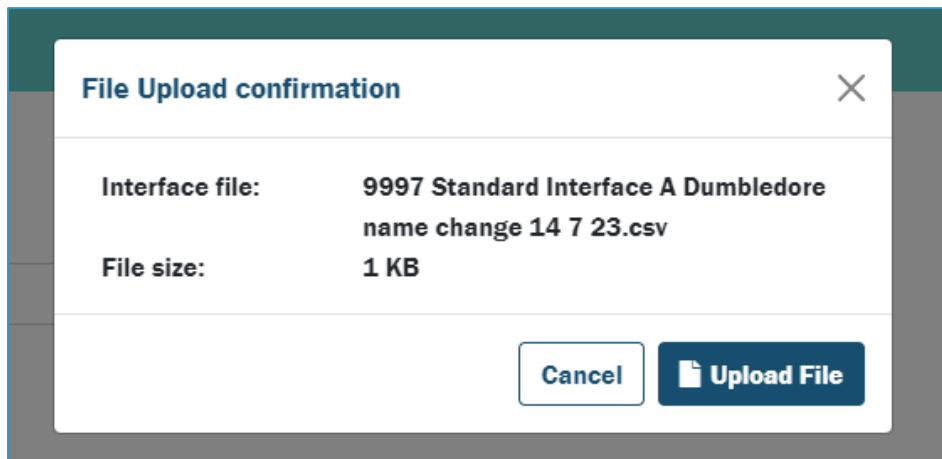 File Upload confirmation
Interface file: 9997 Standard Interface A Dumbledore
name change 14 7 23.csv
File size: 1 KB
Cancel Upload File